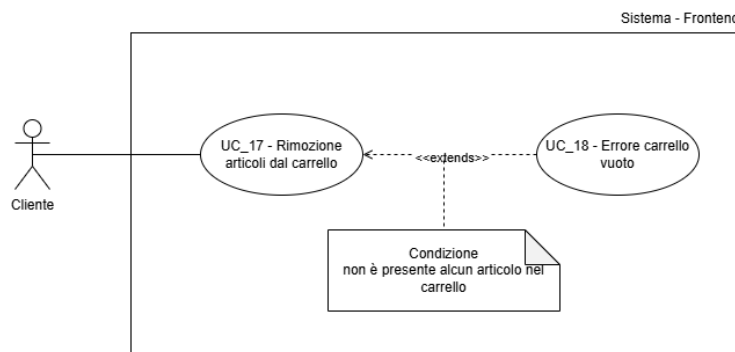 Sistema - Frontend
UC_17 - Rimozione
articoli dal carrello
<<extends>>
UC_18 - Errore carrello
vuoto
Cliente
Condizione
non è presente alcun articolo nel
carrello